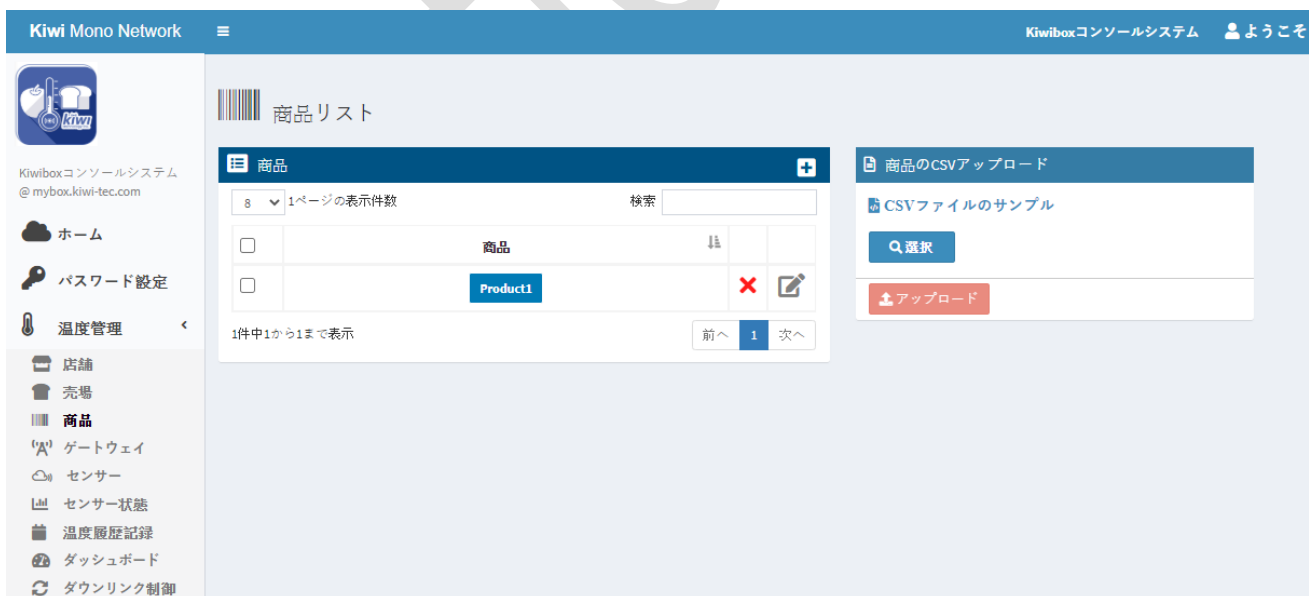 Kiwi Mono Network
Kiwiboxコンソールシステム ようこそ
Kiwi
Kiwiboxコンソールシステム
@ mybox.kiwi-tec.com
ホーム
パスワード設定
温度管理
店舗
売場
商品
ゲートウェイ
センサー
センサー状態
温度履歴記録
ダッシュボード
ダウンリンク制御
商品リスト
商品
8 1ページの表示件数 検索
商品
Product1
1件中1から1まで表示 前へ 1 次へ
商品のCSVアップロード
CSVファイルのサンプル
選択
アップロード